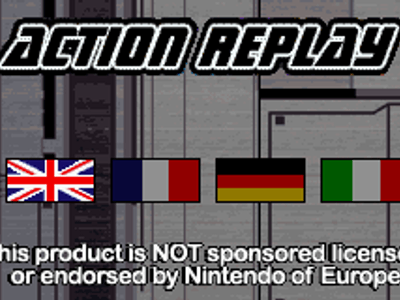 ACTION REPLAY
his product is NOT sponsored license
or endorsed by Nintendo of Europe